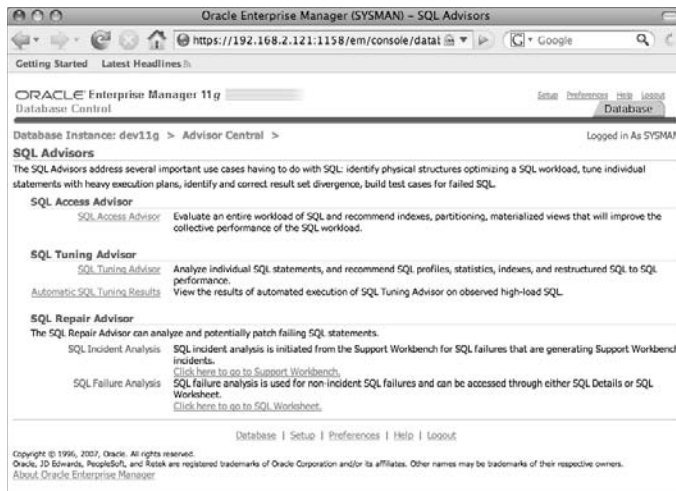 Oracle Enterprise Manager (SYSMAN) – SQL Advisors
https://192.168.2.121:1158/em/console/datat
G Google
Getting Started Latest Headlines
ORACLE Enterprise Manager 11g
Database Control
Setup Preferences Help Logout
Database
Database Instance: dev11g > Advisor Central >
Logged in As SYSMAN
SQL Advisors
The SQL Advisors address several important use cases having to do with SQL: identify physical structures optimizing a SQL workload, tune individual
statements with heavy execution plans, identify and correct result set divergence, build test cases for failed SQL.
SQL Access Advisor
SQL Access Advisor Evaluate an entire workload of SQL and recommend indexes, partitioning, materialized views that will improve the
collective performance of the SQL workload.
SQL Tuning Advisor
SQL Tuning Advisor Analyze individual SQL statements, and recommend SQL profiles, statistics, indexes, and restructured SQL to SQL
performance.
Automatic SQL Tuning Results View the results of automated execution of SQL Tuning Advisor on observed high-load SQL.
SQL Repair Advisor
The SQL Repair Advisor can analyze and potentially patch failing SQL statements.
SQL Incident Analysis SQL incident analysis is initiated from the Support Workbench for SQL failures that are generating Support Workbench
incidents.
Click here to go to Support Workbench.
SQL Failure Analysis SQL failure analysis is used for non-incident SQL failures and can be accessed through either SQL Details or SQL
Worksheet.
Click here to go to SQL Worksheet.
Database | Setup | Preferences | Help | Logout
Copyright © 1996, 2007, Oracle. All rights reserved.
Oracle, JD Edwards, PeopleSoft, and Retek are registered trademarks of Oracle Corporation and/or its affiliates. Other names may be trademarks of their respective owners.
About Oracle Enterprise Manager